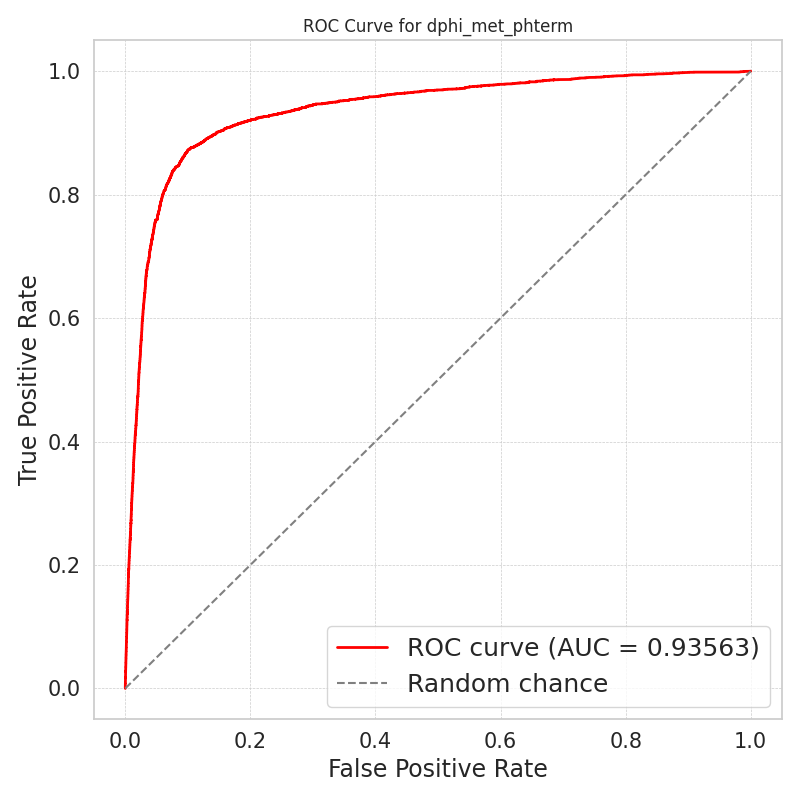 ROC Curve for dphi_met_phterm
True Positive Rate
1.0
0.8
0.6
0.4
0.2
0.0
ROC curve (AUC = 0.93563)
Random chance
0.0 0.2 0.4 0.6 0.8 1.0
False Positive Rate